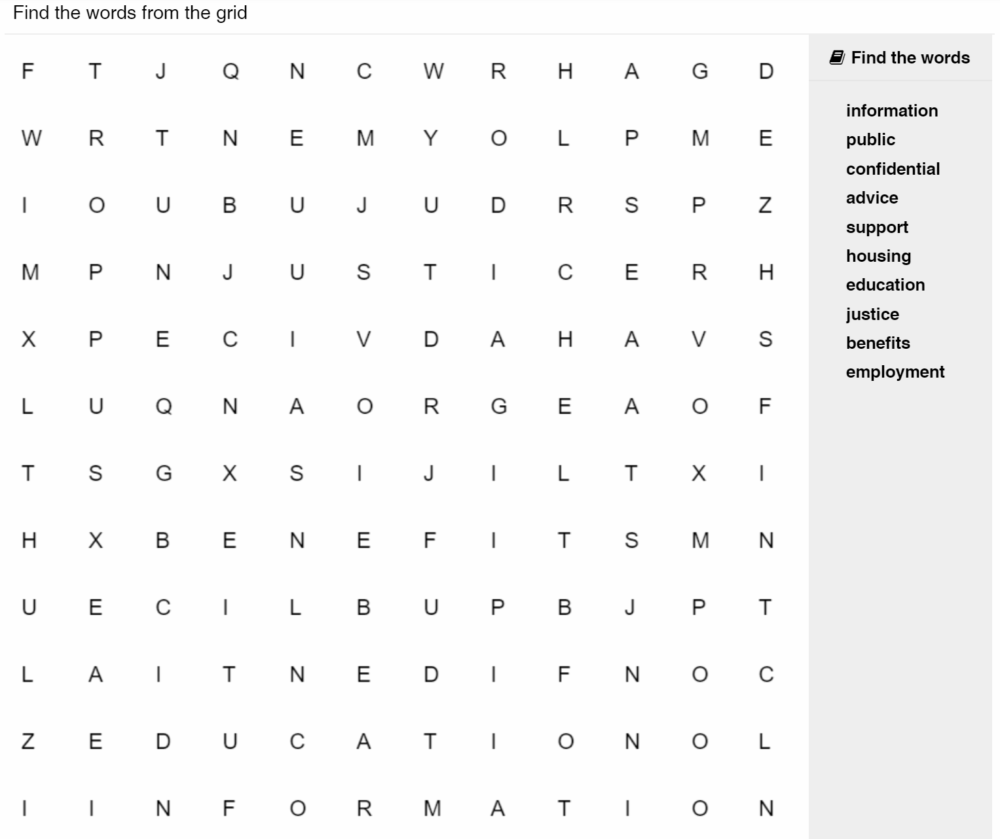 Find the words from the grid
F T J Q N C W R H A G D
W R T N E M Y O L P M E
I O U B U J U D R S P Z
M P N J U S T I C E R H
X P E C I V D A H A V S
L U Q N A O R G E A O F
T S G X S I J I L T X I
H X B E N E F I T S M N
U E C I L B U P B J P T
L A I T N E D I F N O C
Z E D U C A T I O N O L
I I N F O R M A T I O N
Find the words
information
public
confidential
advice
support
housing
education
justice
benefits
employment